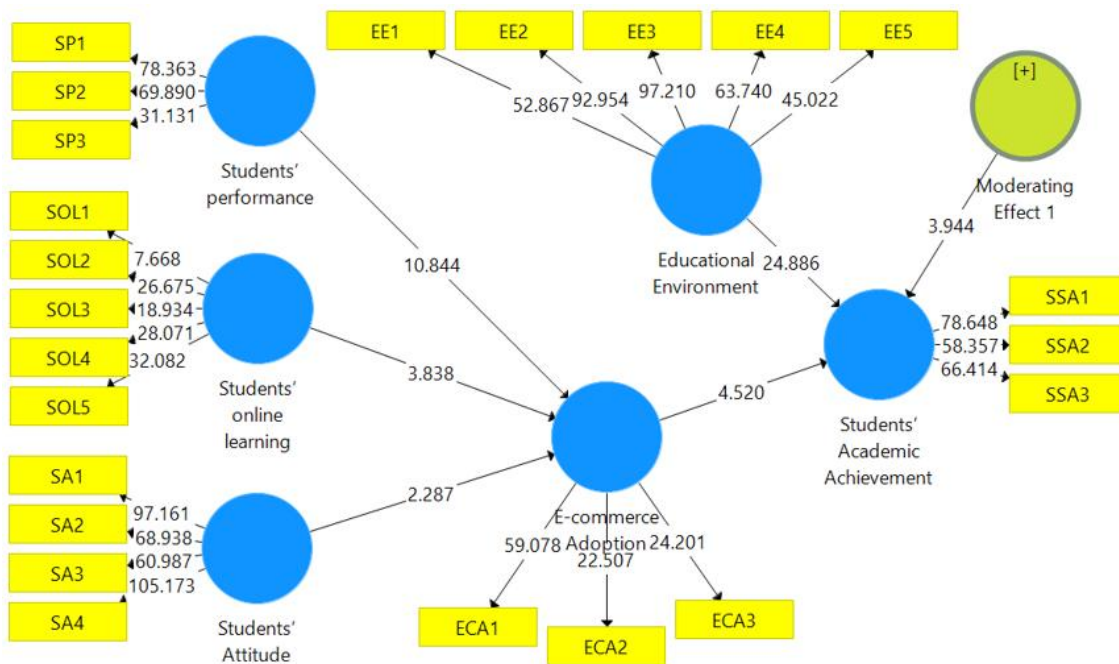 SP1
SP2
SP3
78.363
69.890
31.131
Students'
performance
EE1
EE2
EE3
EE4
EE5
52.867
92.954
97.210
63.740
45.022
Educational
Environment
[+]
Moderating
Effect 1
3.944
24.886
10.844
SOL1
SOL2
SOL3
SOL4
SOL5
7.668
26.675
18.934
28.071
32.082
Students'
online
learning
3.838
4.520
SSA1
SSA2
SSA3
78.648
58.357
66.414
Students'
Academic
Achievement
SA1
SA2
SA3
SA4
97.161
68.938
60.987
105.173
Students'
Attitude
2.287
E-commerce
Adoption
59.078
22.507
24.201
ECA1
ECA2
ECA3